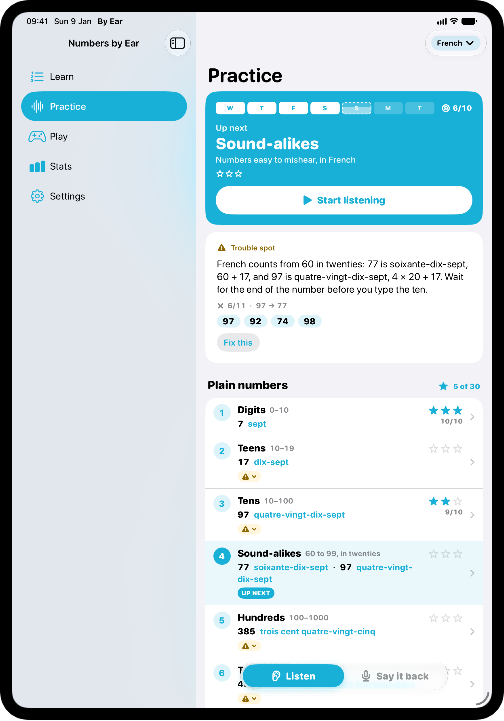 09:41 Sun 9 Jan By Ear
Numbers by Ear
French
Learn
Practice
Play
Stats
Settings
Practice
W T F S S M T 6/10
Up next
Sound-alikes
Numbers easy to mishear, in French
Start listening
Trouble spot
French counts from 60 in twenties: 77 is soixante-dix-sept,
60 + 17, and 97 is quatre-vingt-dix-sept, 4 × 20 + 17. Wait
for the end of the number before you type the ten.
× 6/11 · 97 → 77
97 92 74 98
Fix this
Plain numbers 5 of 30
1 Digits 0–10
10/10
7 sept
2 Teens 10–19
17 dix-sept
3 Tens 10–100
9/10
97 quatre-vingt-dix-sept
4 Sound-alikes 60 to 99, in twenties
77 soixante-dix-sept · 97 quatre-vingt-
dix-sept
UP NEXT
5 Hundreds 100–1000
385 trois cent quatre-vingt-cinq
6
Listen Say it back